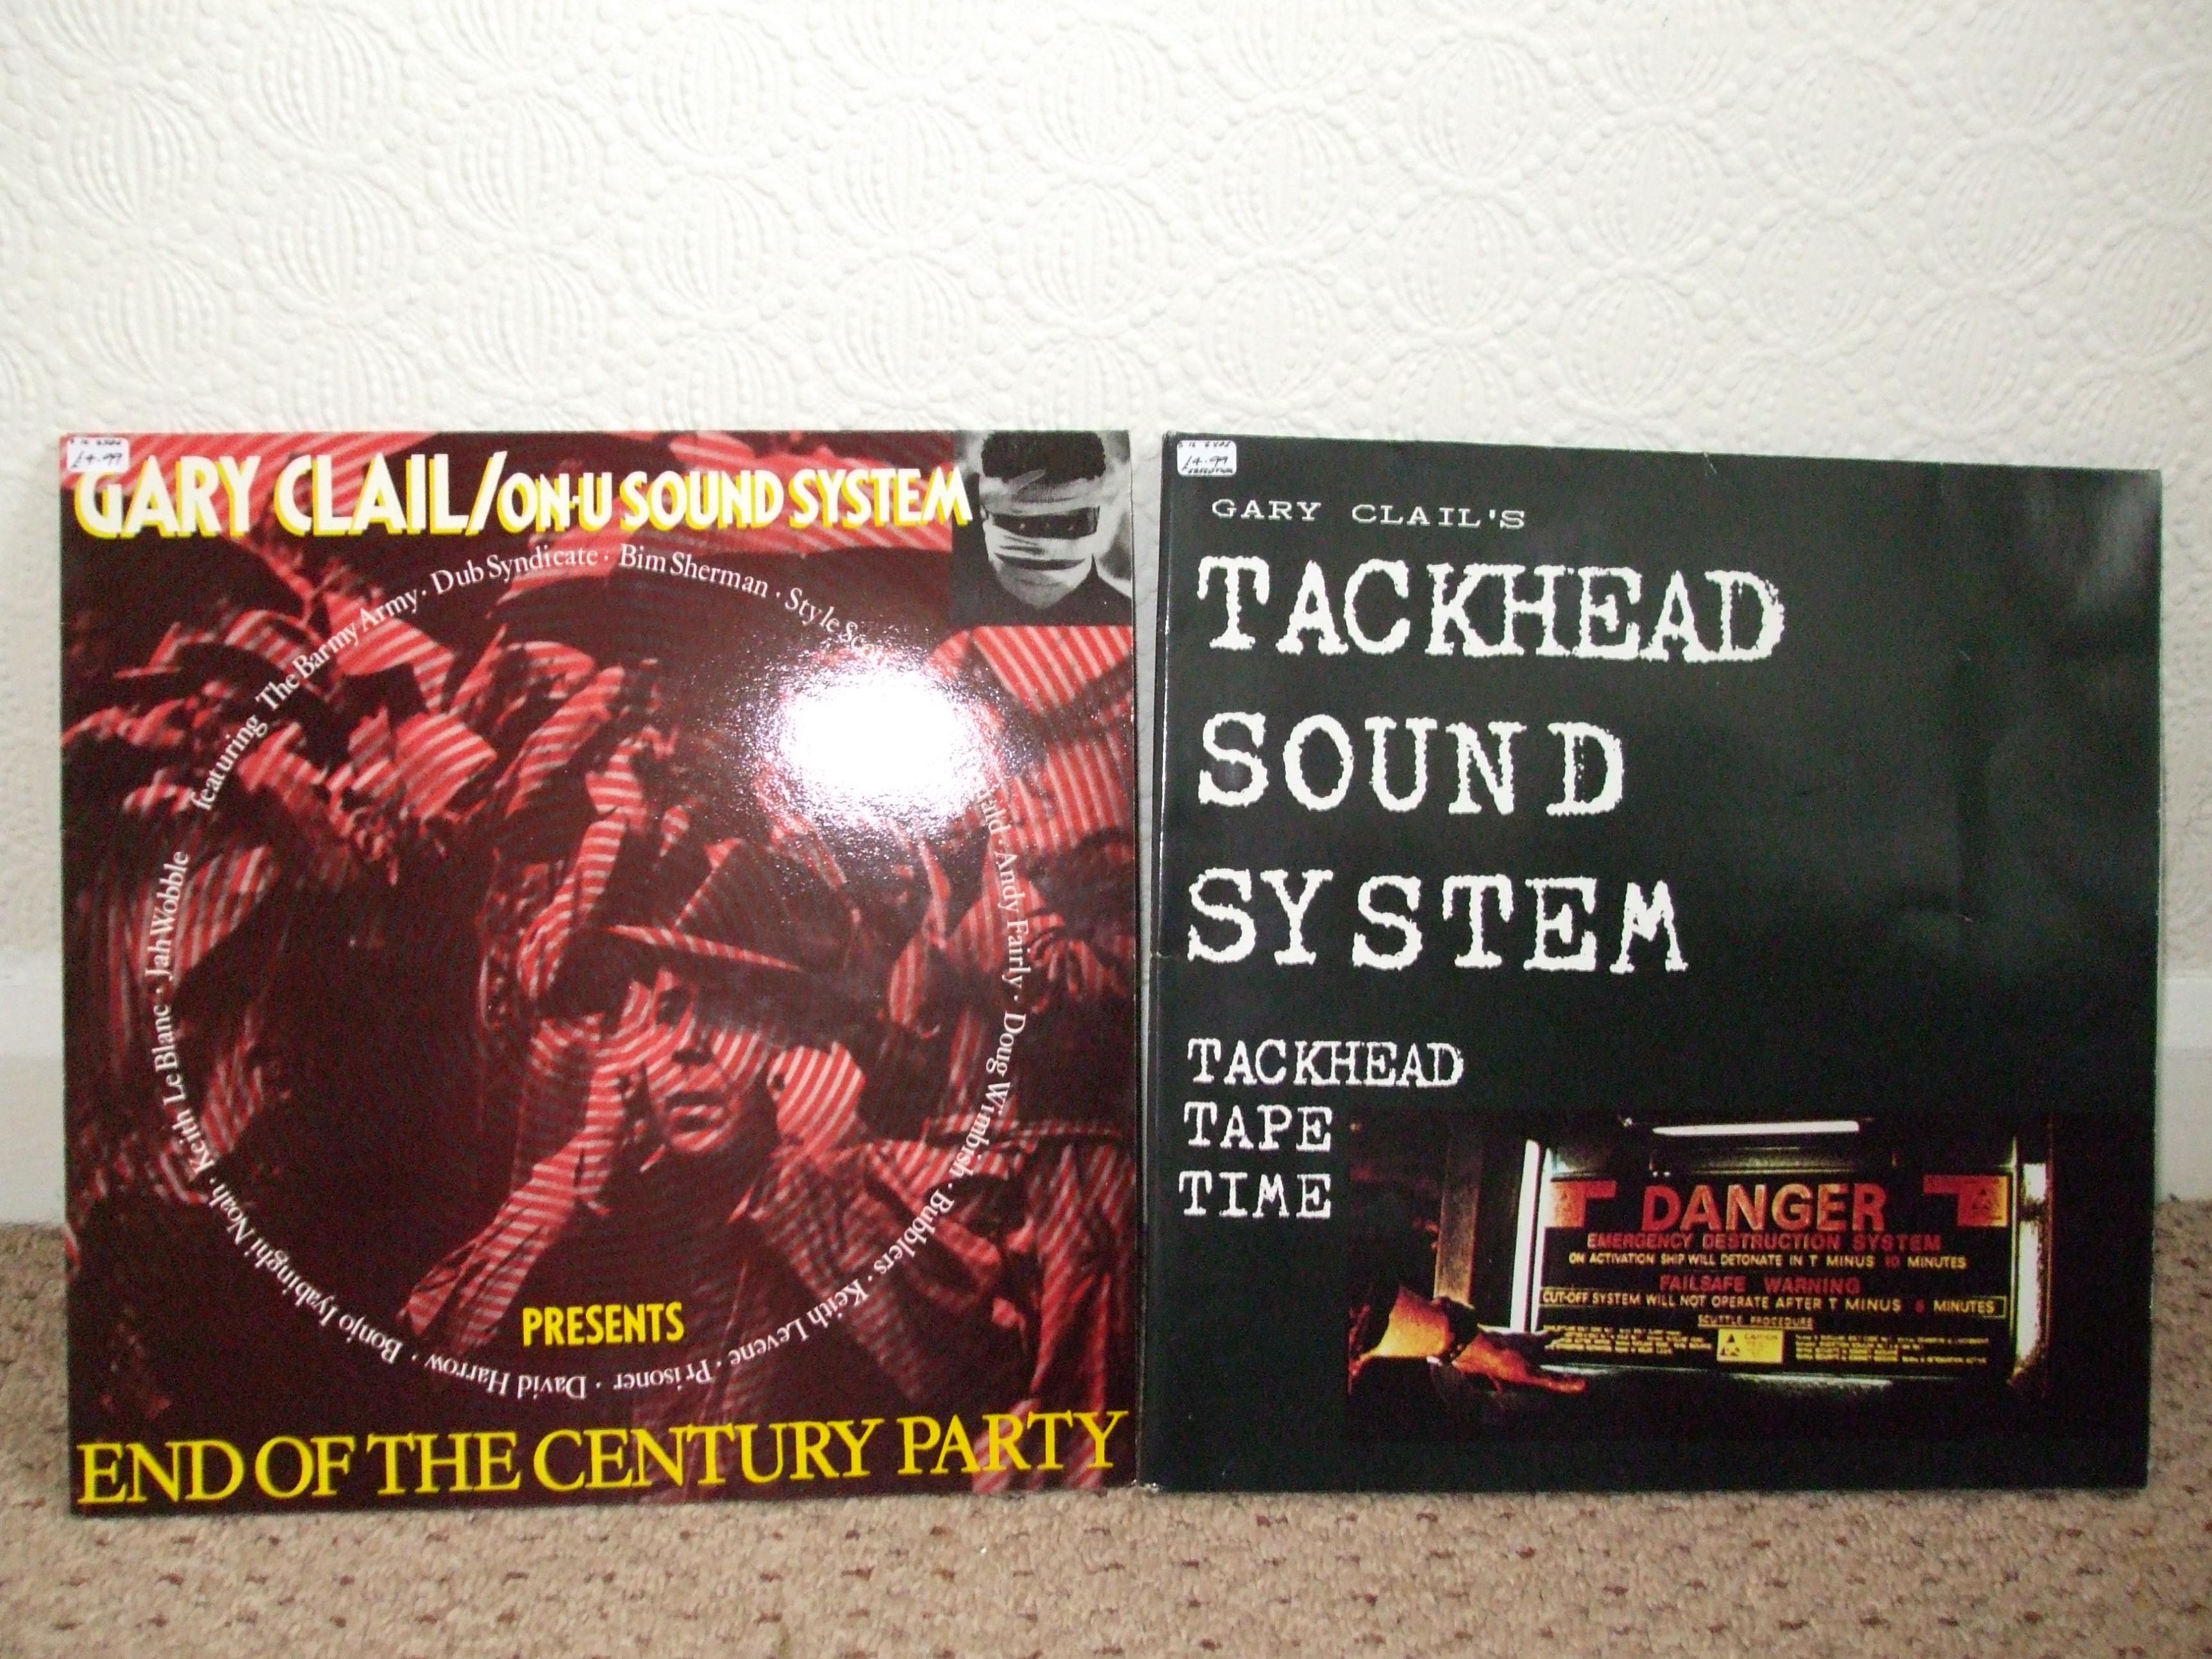 £4.99
GARY CLAIL/ON-U SOUND SYSTEM
featuring The Barmy Army · Dub Syndicate · Bim Sherman · Style
Andy Fairly · Doug Wimbish · Bubblers · Keith Levene · Prisoner · David Harrow · Bonjo Iyabinghi Noah · Keith Le Blanc · Jah Wobble
PRESENTS
END OF THE CENTURY PARTY
£4.99
GARY CLAIL'S
TACKHEAD
SOUND
SYSTEM
TACKHEAD
TAPE
TIME
DANGER
EMERGENCY DESTRUCTION SYSTEM
ON ACTIVATION SHIP WILL DETONATE IN T MINUS 10 MINUTES
FAILSAFE WARNING
CUT-OFF SYSTEM WILL NOT OPERATE AFTER T MINUS 5 MINUTES
SCUTTLE PROCEDURE
CAUTION